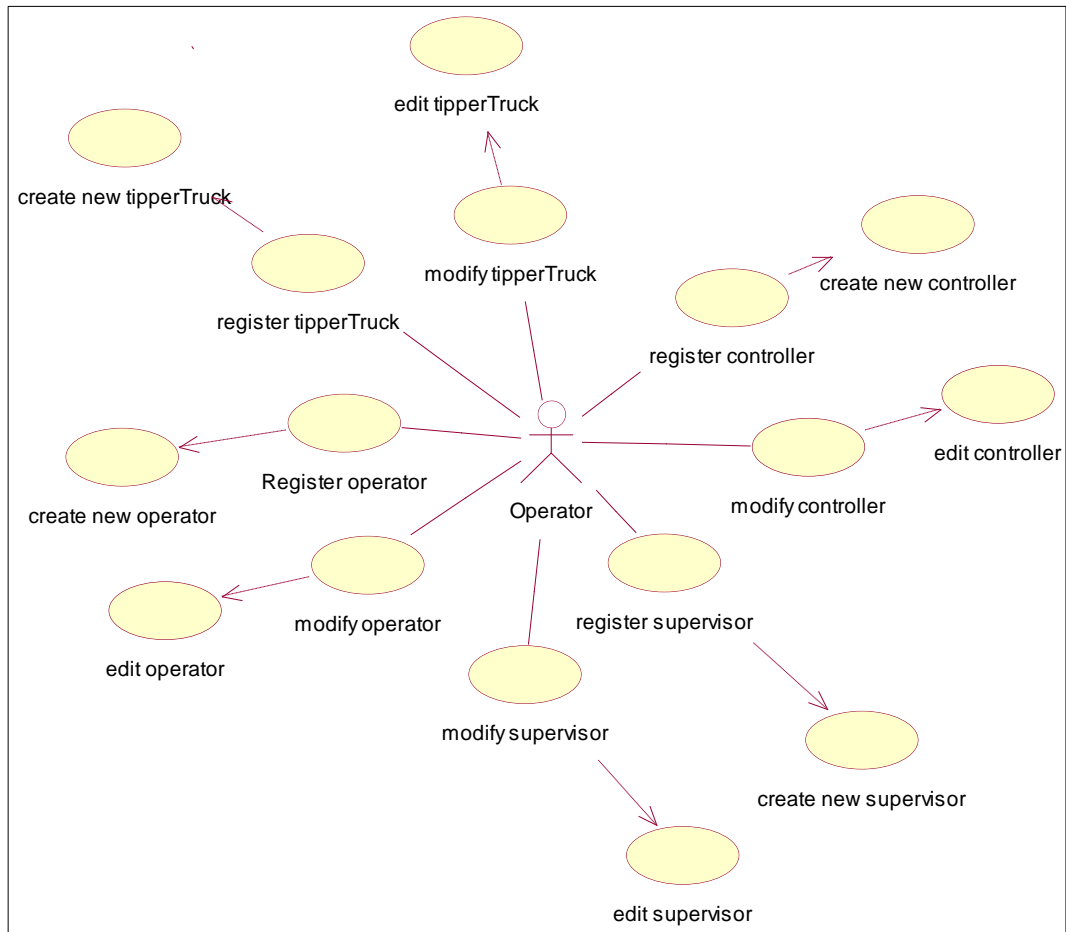 edit tipperTruck
create new tipperTruck
modify tipperTruck
create new controller
register tipperTruck
register controller
edit controller
Register operator
modify controller
create new operator
Operator
modify operator
register supervisor
edit operator
modify supervisor
create new supervisor
edit supervisor